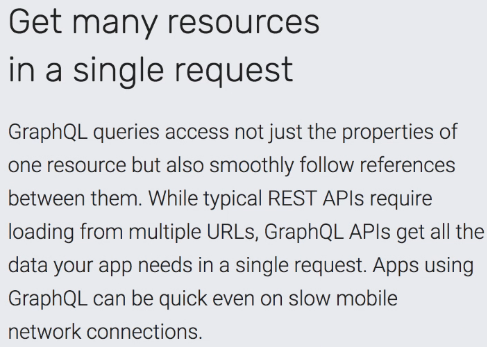 Get many resources
in a single request
GraphQL queries access not just the properties of
one resource but also smoothly follow references
between them. While typical REST APIs require
loading from multiple URLs, GraphQL APIs get all the
data your app needs in a single request. Apps using
GraphQL can be quick even on slow mobile
network connections.